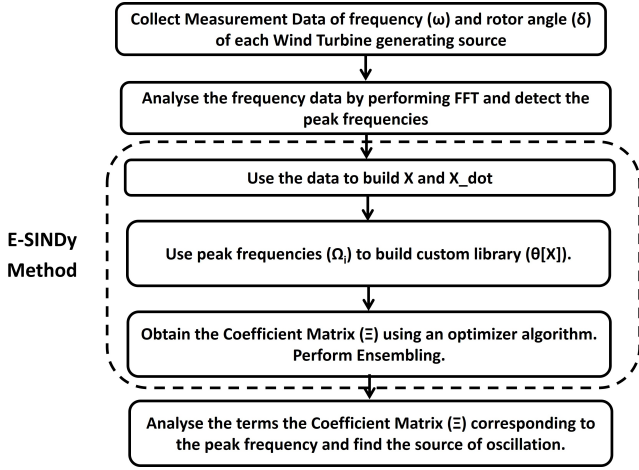 Collect Measurement Data of frequency (ω) and rotor angle (δ)
of each Wind Turbine generating source
Analyse the frequency data by performing FFT and detect the
peak frequencies
Use the data to build X and X_dot
E-SINDy
Method
Use peak frequencies (Ωi) to build custom library (θ[X]).
Obtain the Coefficient Matrix (Ξ) using an optimizer algorithm.
Perform Ensembling.
Analyse the terms the Coefficient Matrix (Ξ) corresponding to
the peak frequency and find the source of oscillation.